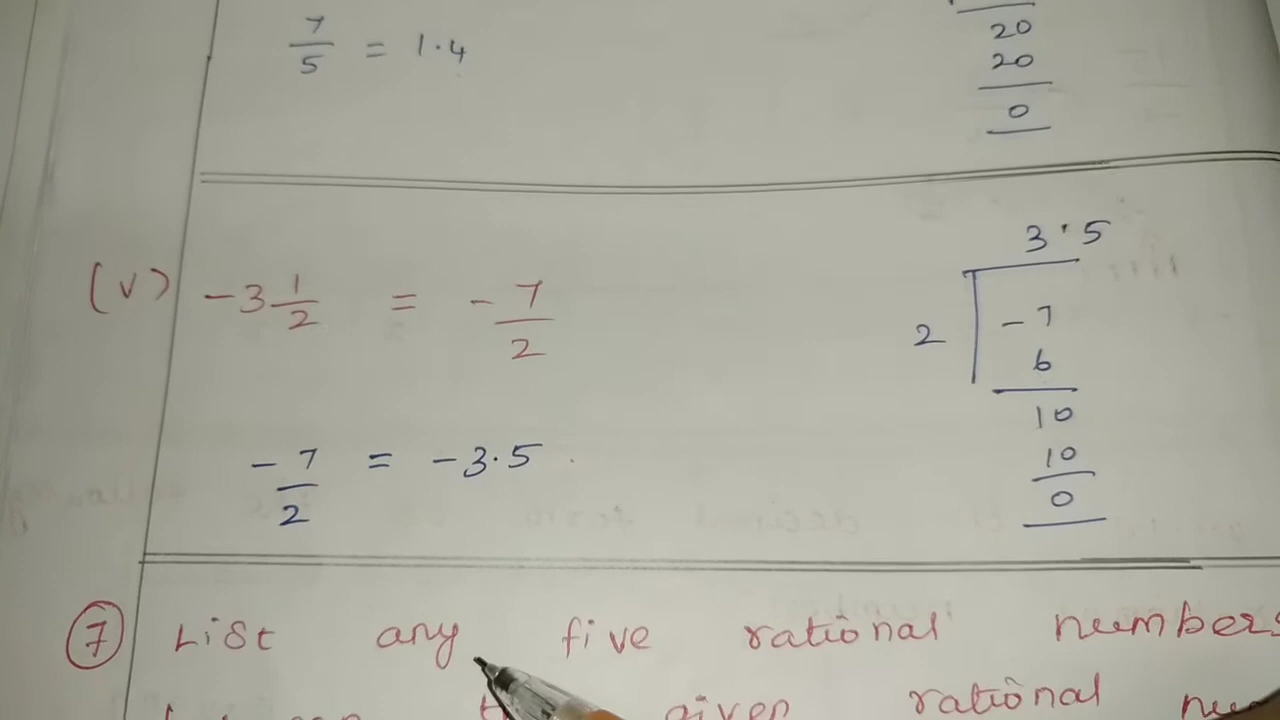 7/5 = 1.4
20
20
0
(v) -3 1/2 = -7/2
3.5
2 -7
6
10
10
0
-7/2 = -3.5
7 List any five rational numbers
given rational